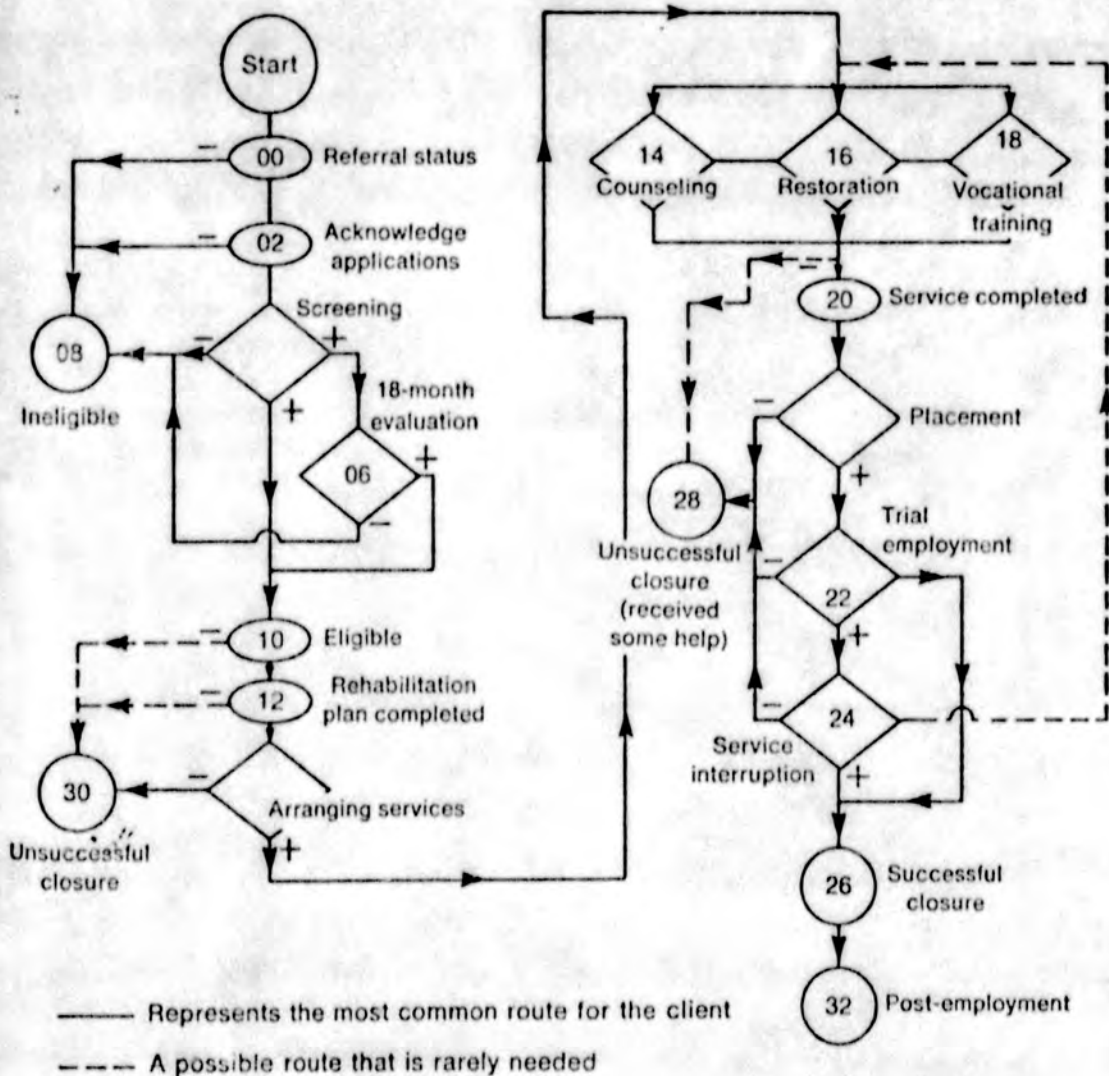 Start
00 Referral status
02 Acknowledge
applications
Screening
08
Ineligible
18-month
evaluation
06
10 Eligible
12 Rehabilitation
plan completed
30
Unsuccessful
closure
Arranging services
14
Counseling
16
Restoration
18
Vocational
training
20 Service completed
Placement
28
Unsuccessful
closure
(received
some help)
Trial
employment
22
24
Service
interruption
26 Successful
closure
32 Post-employment
Represents the most common route for the client
A possible route that is rarely needed